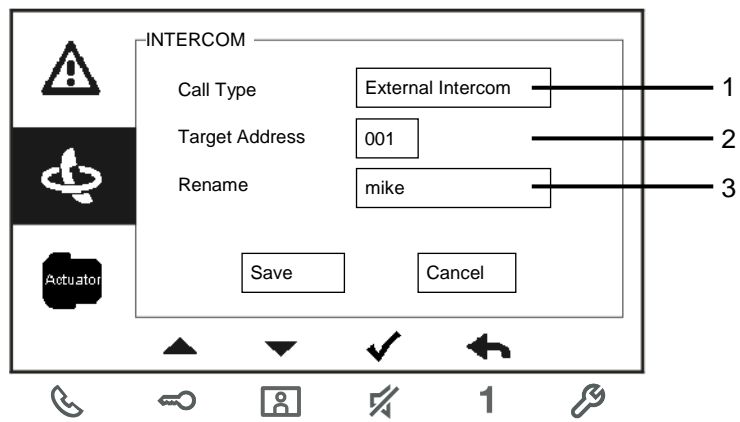 INTERCOM
Call Type External Intercom 1
Target Address 001 2
Rename mike 3
Save Cancel
Actuator
1